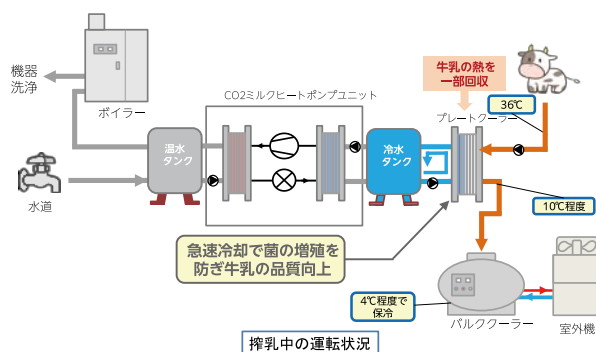 機器
洗浄
ボイラー
CO2ミルクヒートポンプユニット
牛乳の熱を
一部回収
プレートクーラー
36℃
温水
タンク
冷水
タンク
水道
10℃程度
急速冷却で菌の増殖を
防ぎ牛乳の品質向上
4℃程度で
保冷
バルククーラー
室外機
搾乳中の運転状況